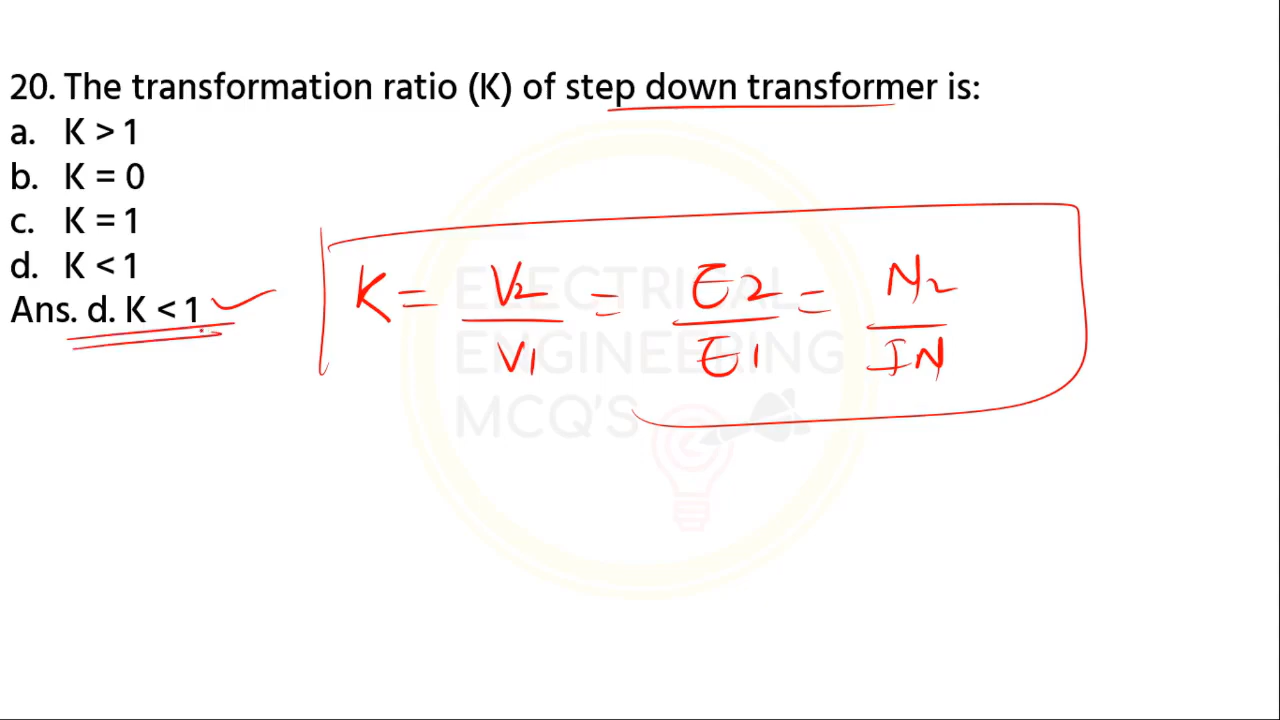 20. The transformation ratio (K) of step down transformer is:
a. K > 1
b. K = 0
c. K = 1
d. K < 1
Ans. d. K < 1
K = V2/V1 = E2/E1 = N2/IN
ELECTRICAL
ENGINEERING
MCQ'S